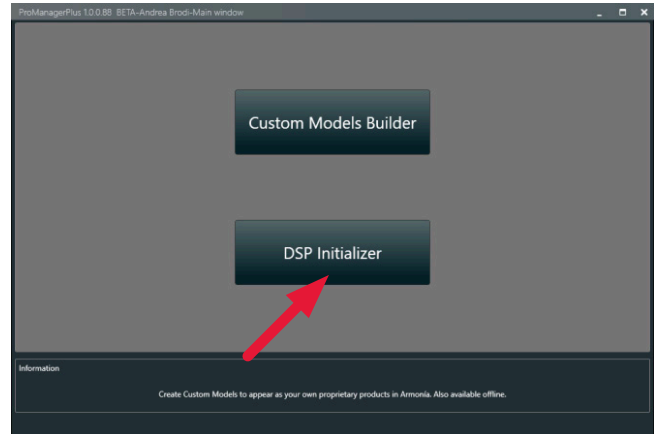 ProManagerPlus 1.0.0.88 BETA-Andrea Brodi-Main window
Custom Models Builder
DSP Initializer
Information
Create Custom Models to appear as your own proprietary products in Armonía. Also available offline.